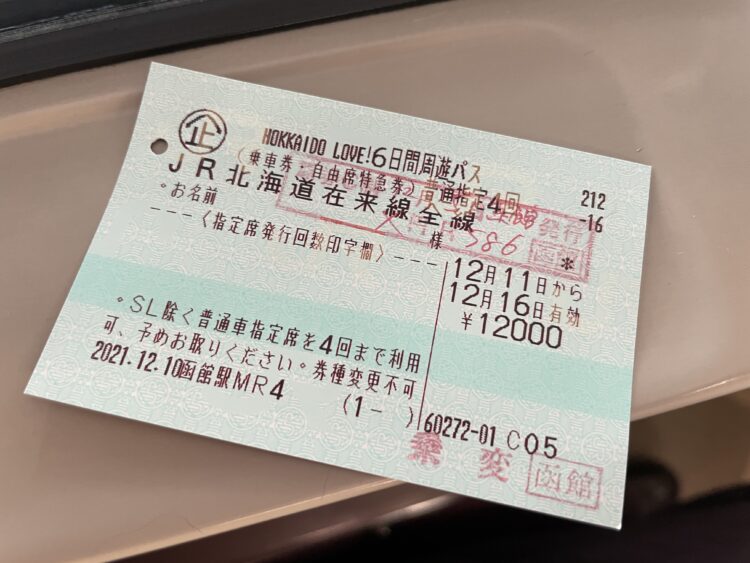 企 HOKKAIDO LOVE!6日間周遊パス
(乗車券・自由席特急券)普通指定4回
212
-16
JR北海道在来線全線
発行
586
函
*
°お名前 様
---<指定席発行回数印字欄>---
12月11日から
12月16日有効
¥12000
°SL除く普通車指定席を4回まで利用
可、予めお取りください。券種変更不可
2021.12.10函館駅MR4 (1- )
60272-01 C05
乗変 函館